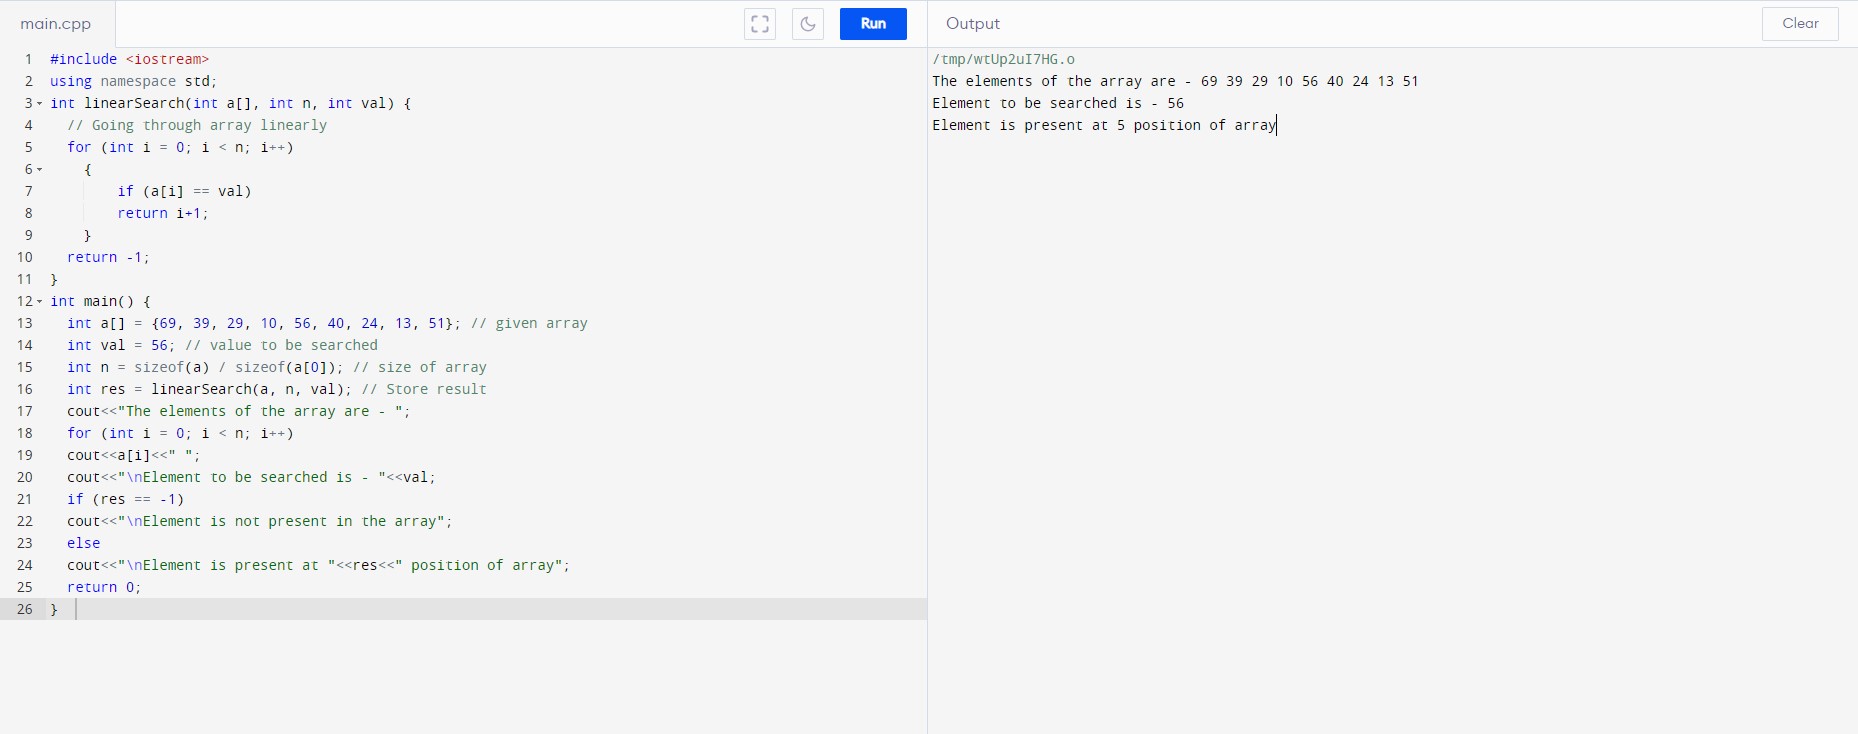 main.cpp
Run
Output
Clear
1 #include <iostream>
2 using namespace std;
3 int linearSearch(int a[], int n, int val) {
4   // Going through array linearly
5   for (int i = 0; i < n; i++)
6     {
7         if (a[i] == val)
8         return i+1;
9     }
10   return -1;
11 }
12 int main() {
13   int a[] = {69, 39, 29, 10, 56, 40, 24, 13, 51}; // given array
14   int val = 56; // value to be searched
15   int n = sizeof(a) / sizeof(a[0]); // size of array
16   int res = linearSearch(a, n, val); // Store result
17   cout<<"The elements of the array are - ";
18   for (int i = 0; i < n; i++)
19   cout<<a[i]<<" ";
20   cout<<"\nElement to be searched is - "<<val;
21   if (res == -1)
22   cout<<"\nElement is not present in the array";
23   else
24   cout<<"\nElement is present at "<<res<<" position of array";
25   return 0;
26 }
/tmp/wtUp2uI7HG.o
The elements of the array are - 69 39 29 10 56 40 24 13 51
Element to be searched is - 56
Element is present at 5 position of array